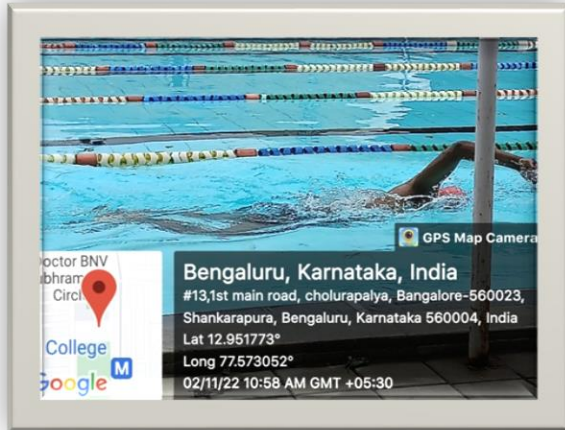 GPS Map Camera
Doctor BNV
Circl
College
M
Google
Bengaluru, Karnataka, India
#13,1st main road, cholurapalya, Bangalore-560023,
Shankarapura, Bengaluru, Karnataka 560004, India
Lat 12.951773°
Long 77.573052°
02/11/22 10:58 AM GMT +05:30